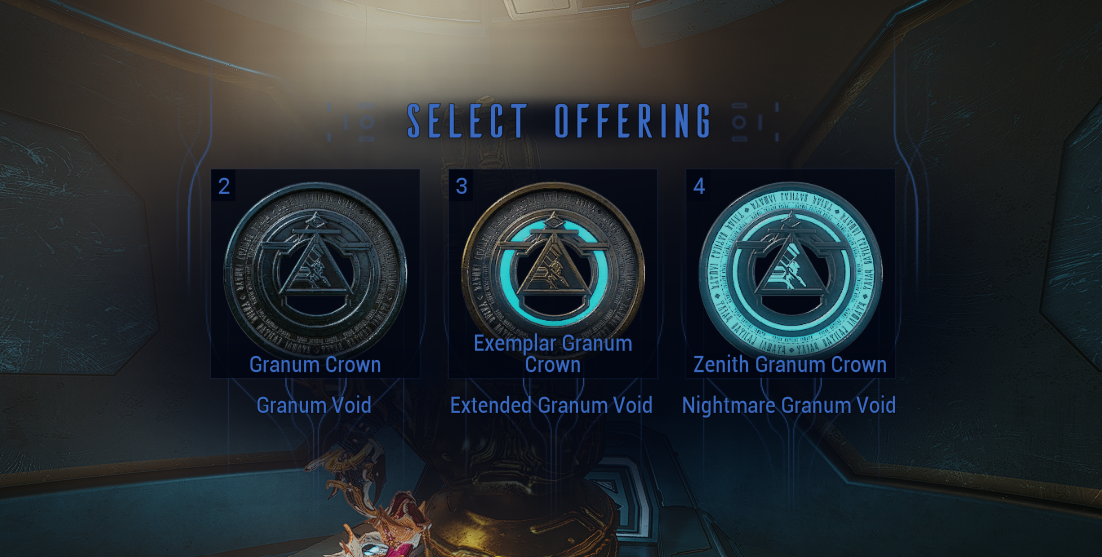 SELECT OFFERING
2
3
4
Granum Crown
Exemplar Granum
Crown
Zenith Granum Crown
Granum Void
Extended Granum Void
Nightmare Granum Void